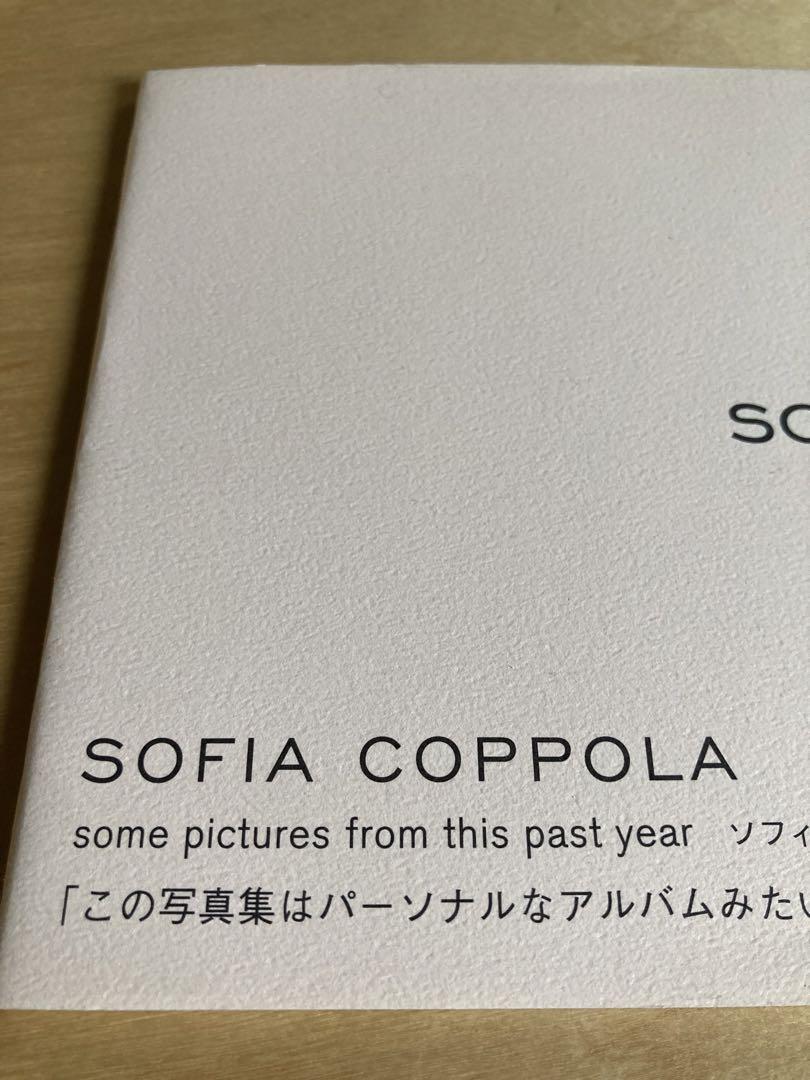 SO
SOFIA COPPOLA
some pictures from this past year ソフィ
「この写真集はパーソナルなアルバムみたい